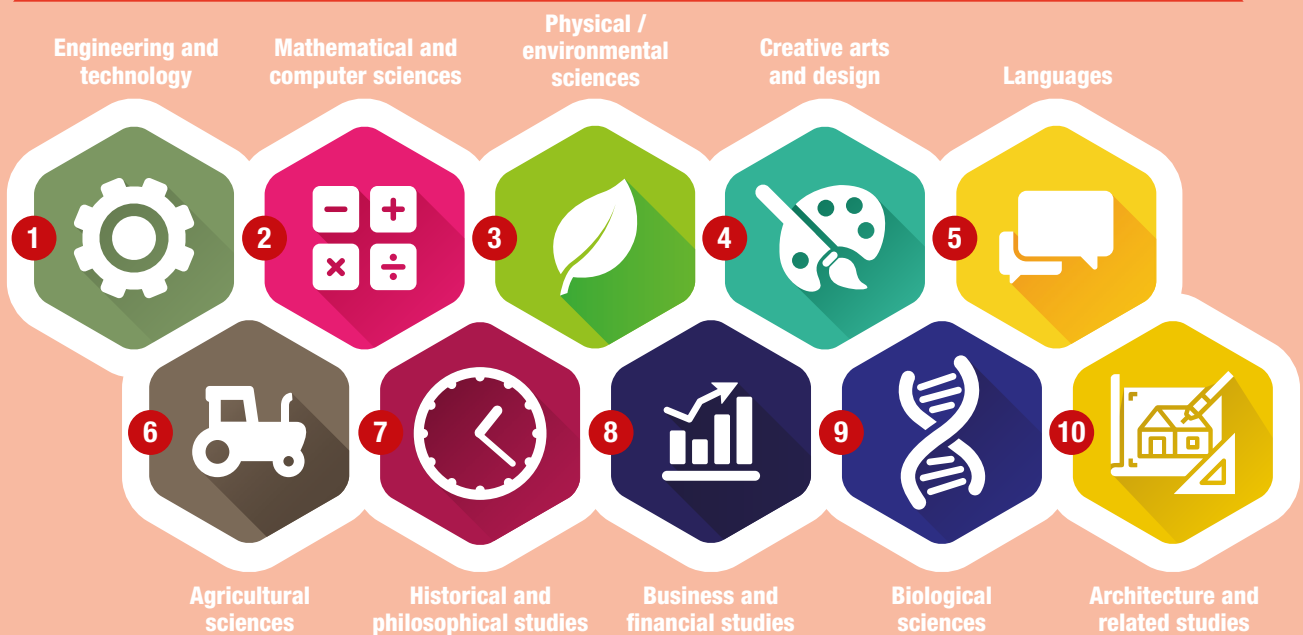 Engineering and
technology
Mathematical and
computer sciences
Physical /
environmental
sciences
Creative arts
and design
Languages
1
2
− +
× ÷
3
4
5
6
7
8
9
10
Agricultural
sciences
Historical and
philosophical studies
Business and
financial studies
Biological
sciences
Architecture and
related studies